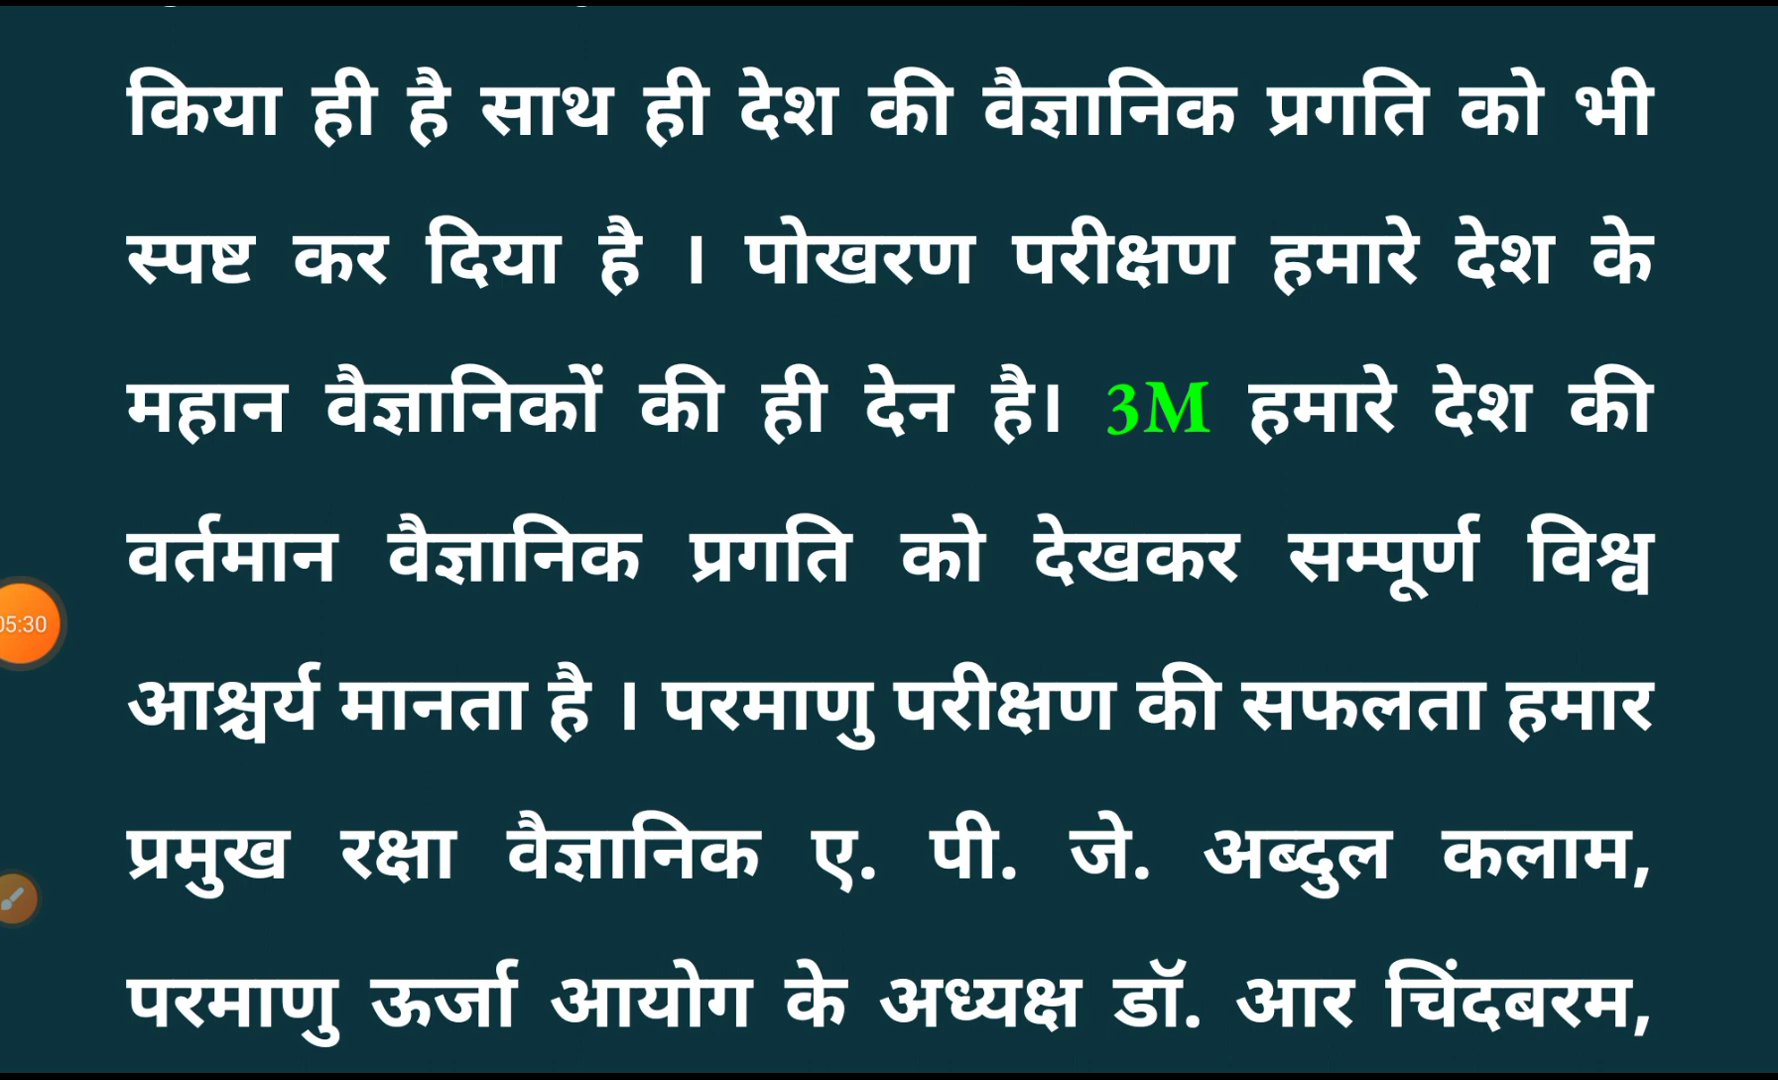 किया ही है साथ ही देश की वैज्ञानिक प्रगति को भी
स्पष्ट कर दिया है । पोखरण परीक्षण हमारे देश के
महान वैज्ञानिकों की ही देन है। 3M हमारे देश की
वर्तमान वैज्ञानिक प्रगति को देखकर सम्पूर्ण विश्व
05:30
आश्चर्य मानता है । परमाणु परीक्षण की सफलता हमार
प्रमुख रक्षा वैज्ञानिक ए. पी. जे. अब्दुल कलाम,
परमाणु ऊर्जा आयोग के अध्यक्ष डॉ. आर चिंदबरम,